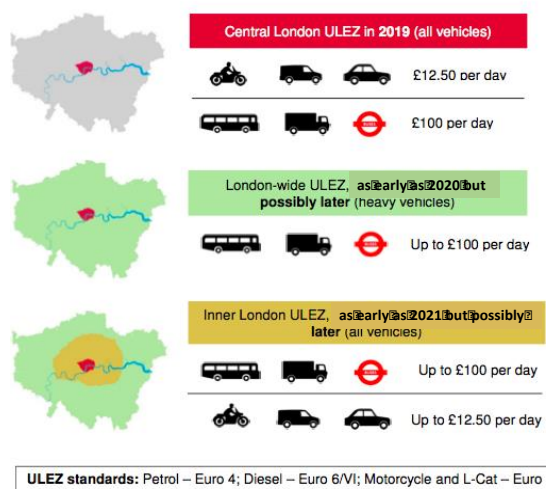 Central London ULEZ in 2019 (all vehicles)
£12.50 per day
£100 per day
London-wide ULEZ, as early as 2020 but
possibly later (heavy vehicles)
Up to £100 per day
Inner London ULEZ, as early as 2021 but possibly
later (all vehicles)
Up to £100 per day
Up to £12.50 per day
ULEZ standards: Petrol – Euro 4; Diesel – Euro 6/VI; Motorcycle and L-Cat – Euro